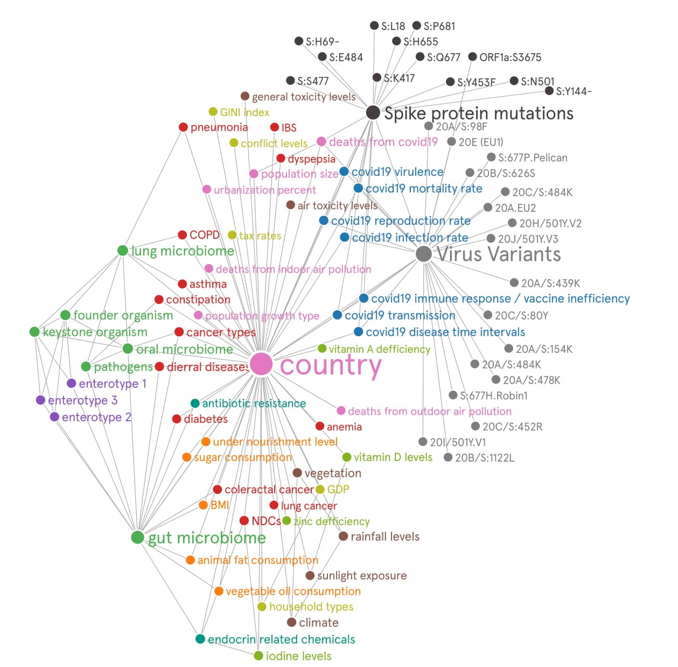 S:L18
S:P681
S:H69-
S:H655
S:E484
S:Q677
ORF1a:S3675
S:S477
S:K417
S:Y453F
S:N501
S:Y144-
general toxicity levels
GINI index
Spike protein mutations
pneumonia
IBS
20A/S:98F
conflict levels
deaths from covid19
20E (EU1)
dyspepsia
S:677P.Pelican
population size
covid19 virulence
20B/S:626S
urbanization percent
covid19 mortality rate
20C/S:484K
air toxicity levels
20A.EU2
covid19 reproduction rate
20H/501Y.V2
COPD
tax rates
covid19 infection rate
20J/501Y.V3
lung microbiome
Virus Variants
deaths from indoor air pollution
asthma
20A/S:439K
constipation
covid19 immune response / vaccine inefficiency
founder organism
population growth type
covid19 transmission
20C/S:80Y
keystone organism
cancer types
covid19 disease time intervals
oral microbiome
vitamin A defficiency
20A/S:154K
pathogens
dierral diseases
country
20A/S:484K
enterotype 1
20A/S:478K
enterotype 3
antibiotic resistance
S:677H.Robin1
enterotype 2
diabetes
deaths from outdoor air pollution
anemia
20C/S:452R
under nourishment level
20I/501Y.V1
sugar consumption
vitamin D levels
20B/S:1122L
vegetation
coleractal cancer
GDP
BMI
lung cancer
NDCs
zinc defficiency
gut microbiome
rainfall levels
animal fat consumption
sunlight exposure
vegetable oil consumption
household types
climate
endocrin related chemicals
iodine levels